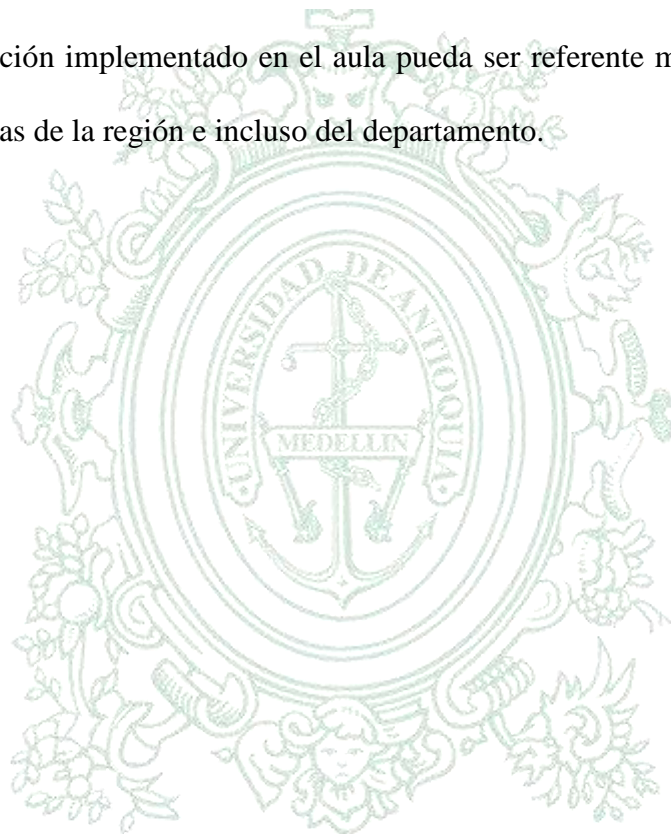 ción implementado en el aula pueda ser referente m
as de la región e incluso del departamento.
UNIVERSIDAD DE ANTIOQUIA
MEDELLIN